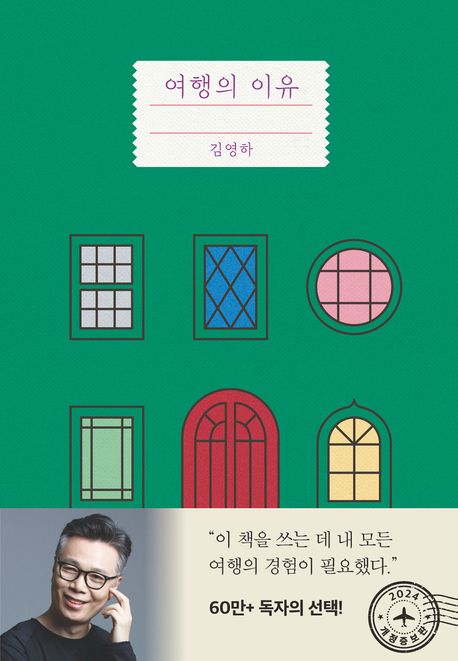 여행의 이유
김영하
“이 책을 쓰는 데 내 모든
여행의 경험이 필요했다.”
60만+ 독자의 선택!
2024
개정증보판